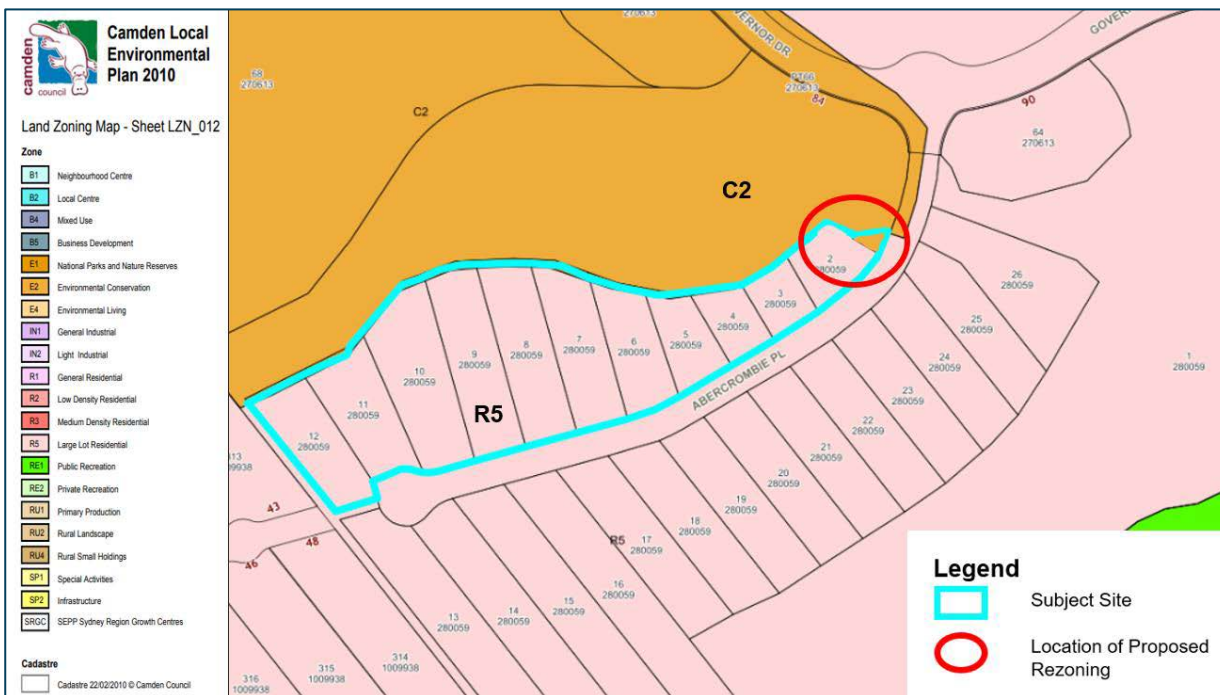 camden
council
Camden Local
Environmental
Plan 2010
Land Zoning Map - Sheet LZN_012
Zone
B1 Neighbourhood Centre
B2 Local Centre
B4 Mixed Use
B5 Business Development
E1 National Parks and Nature Reserves
E2 Environmental Conservation
E4 Environmental Living
IN1 General Industrial
IN2 Light Industrial
R1 General Residential
R2 Low Density Residential
R3 Medium Density Residential
R5 Large Lot Residential
RE1 Public Recreation
RE2 Private Recreation
RU1 Primary Production
RU2 Rural Landscape
RU4 Rural Small Holdings
SP1 Special Activities
SP2 Infrastructure
SRGC SEPP Sydney Region Growth Centres
Cadastre
Cadastre 22/02/2010 © Camden Council
270613
VERNOR DR
GOVER
68
270613
C2
PT66
270613
84
90
64
270613
C2
2
280059
3
280059
4
280059
5
280059
6
280059
7
280059
8
280059
9
280059
10
280059
11
280059
12
280059
R5
ABERCROMBIE PL
26
280059
25
280059
24
280059
23
280059
22
280059
21
280059
20
280059
19
280059
18
280059
R5
17
280059
16
280059
15
280059
14
280059
13
280059
1
280059
313
1009938
43
48
46
314
1009938
315
1009938
316
1009938
Legend
Subject Site
Location of Proposed
Rezoning